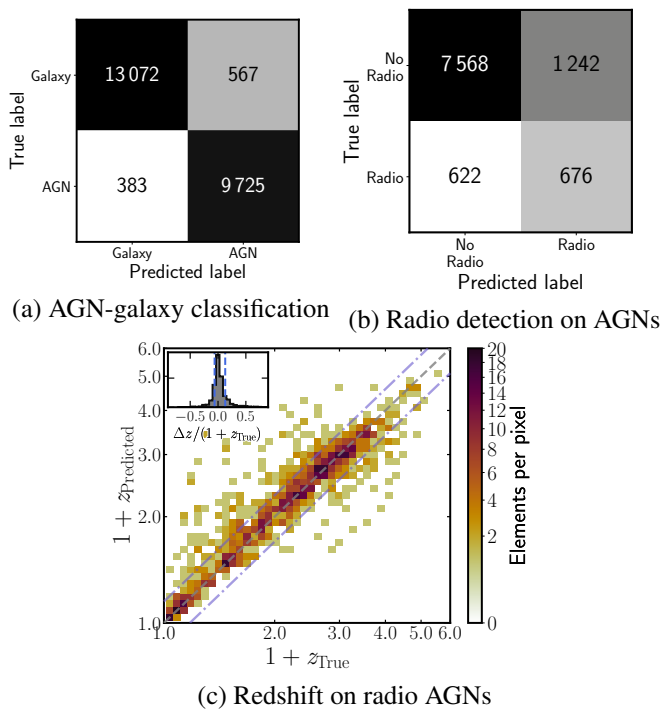 True label
Galaxy
13 072
567
AGN
383
9 725
Galaxy
AGN
Predicted label
(a) AGN-galaxy classification
True label
No
Radio
7 568
1 242
Radio
622
676
No
Radio
Radio
Predicted label
(b) Radio detection on AGNs
6.0
5.0
4.0
3.0
2.0
1.0
1 + zPredicted
−0.5
0.0
0.5
Δz/(1 + zTrue)
1.0
2.0
3.0
4.0
5.0
6.0
1 + zTrue
20
18
16
14
12
10
8
6
4
2
0
Elements per pixel
(c) Redshift on radio AGNs